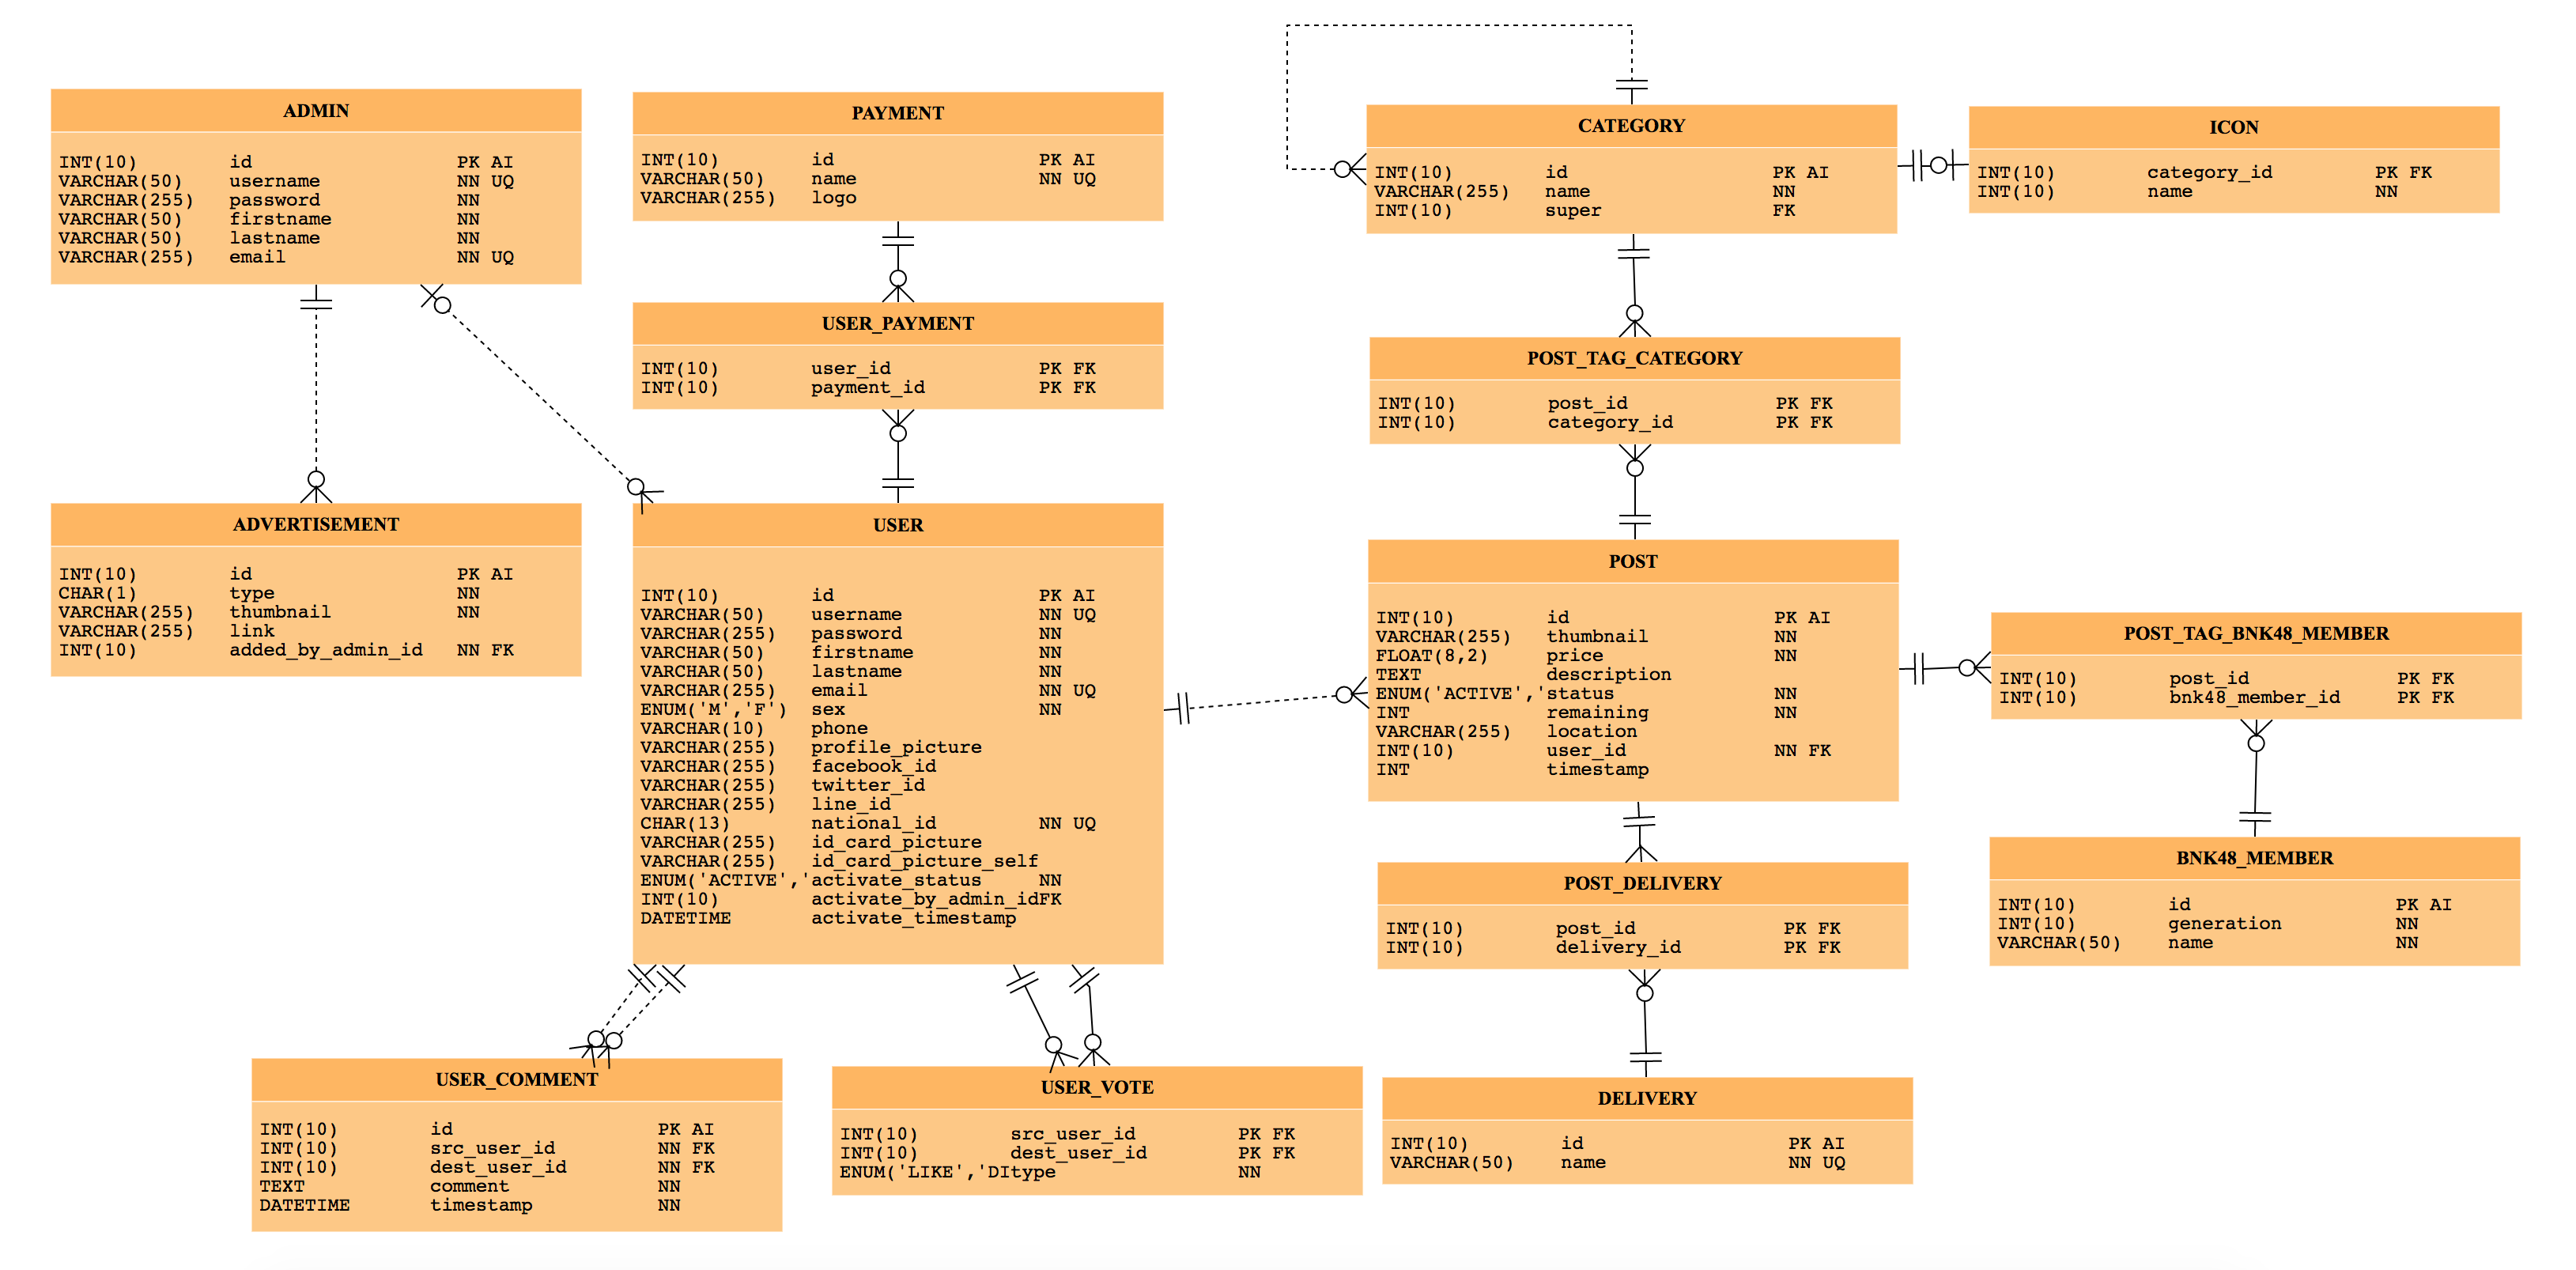 ADMIN
INT(10) id PK AI
VARCHAR(50) username NN UQ
VARCHAR(255) password NN
VARCHAR(50) firstname NN
VARCHAR(50) lastname NN
VARCHAR(255) email NN UQ
PAYMENT
INT(10) id PK AI
VARCHAR(50) name NN UQ
VARCHAR(255) logo
CATEGORY
INT(10) id PK AI
VARCHAR(255) name NN
INT(10) super FK
ICON
INT(10) category_id PK FK
INT(10) name NN
USER_PAYMENT
INT(10) user_id PK FK
INT(10) payment_id PK FK
POST_TAG_CATEGORY
INT(10) post_id PK FK
INT(10) category_id PK FK
ADVERTISEMENT
INT(10) id PK AI
CHAR(1) type NN
VARCHAR(255) thumbnail NN
VARCHAR(255) link
INT(10) added_by_admin_id NN FK
USER
INT(10) id PK AI
VARCHAR(50) username NN UQ
VARCHAR(255) password NN
VARCHAR(50) firstname NN
VARCHAR(50) lastname NN
VARCHAR(255) email NN UQ
ENUM('M','F') sex NN
VARCHAR(10) phone
VARCHAR(255) profile_picture
VARCHAR(255) facebook_id
VARCHAR(255) twitter_id
VARCHAR(255) line_id
CHAR(13) national_id NN UQ
VARCHAR(255) id_card_picture
VARCHAR(255) id_card_picture_self
ENUM('ACTIVE','activate_status NN
INT(10) activate_by_admin_idFK
DATETIME activate_timestamp
POST
INT(10) id PK AI
VARCHAR(255) thumbnail NN
FLOAT(8,2) price NN
TEXT description
ENUM('ACTIVE','status NN
INT remaining NN
VARCHAR(255) location
INT(10) user_id NN FK
INT timestamp
POST_TAG_BNK48_MEMBER
INT(10) post_id PK FK
INT(10) bnk48_member_id PK FK
BNK48_MEMBER
INT(10) id PK AI
INT(10) generation NN
VARCHAR(50) name NN
POST_DELIVERY
INT(10) post_id PK FK
INT(10) delivery_id PK FK
USER_COMMENT
INT(10) id PK AI
INT(10) src_user_id NN FK
INT(10) dest_user_id NN FK
TEXT comment NN
DATETIME timestamp NN
USER_VOTE
INT(10) src_user_id PK FK
INT(10) dest_user_id PK FK
ENUM('LIKE','DItype NN
DELIVERY
INT(10) id PK AI
VARCHAR(50) name NN UQ